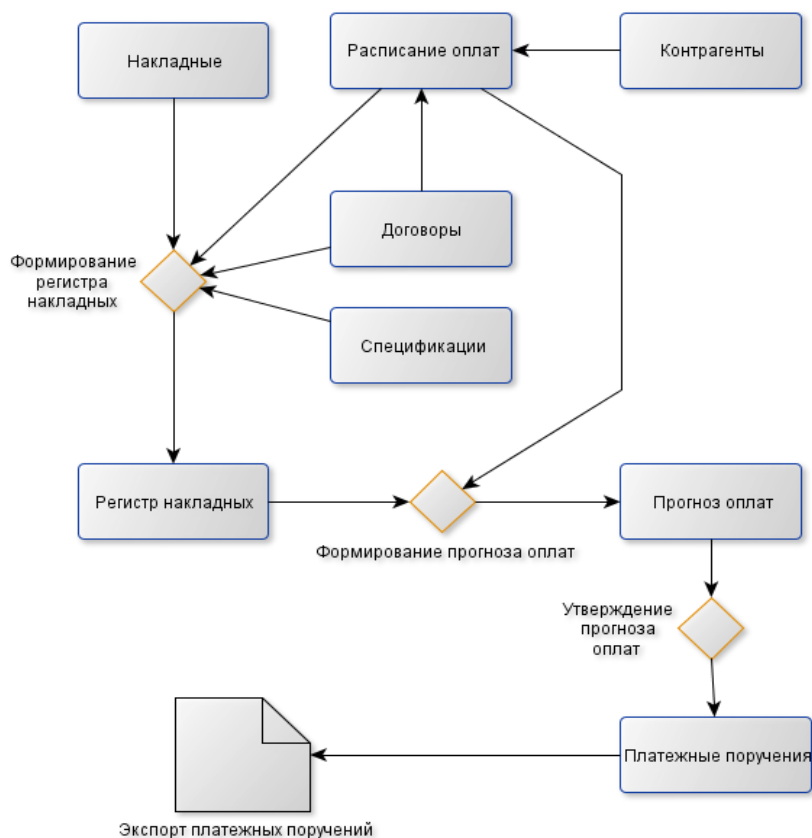 Накладные
Расписание оплат
Контрагенты
Договоры
Формирование
регистра
накладных
Спецификации
Регистр накладных
Формирование прогноза оплат
Прогноз оплат
Утверждение
прогноза
оплат
Платежные поручения
Экспорт платежных поручений